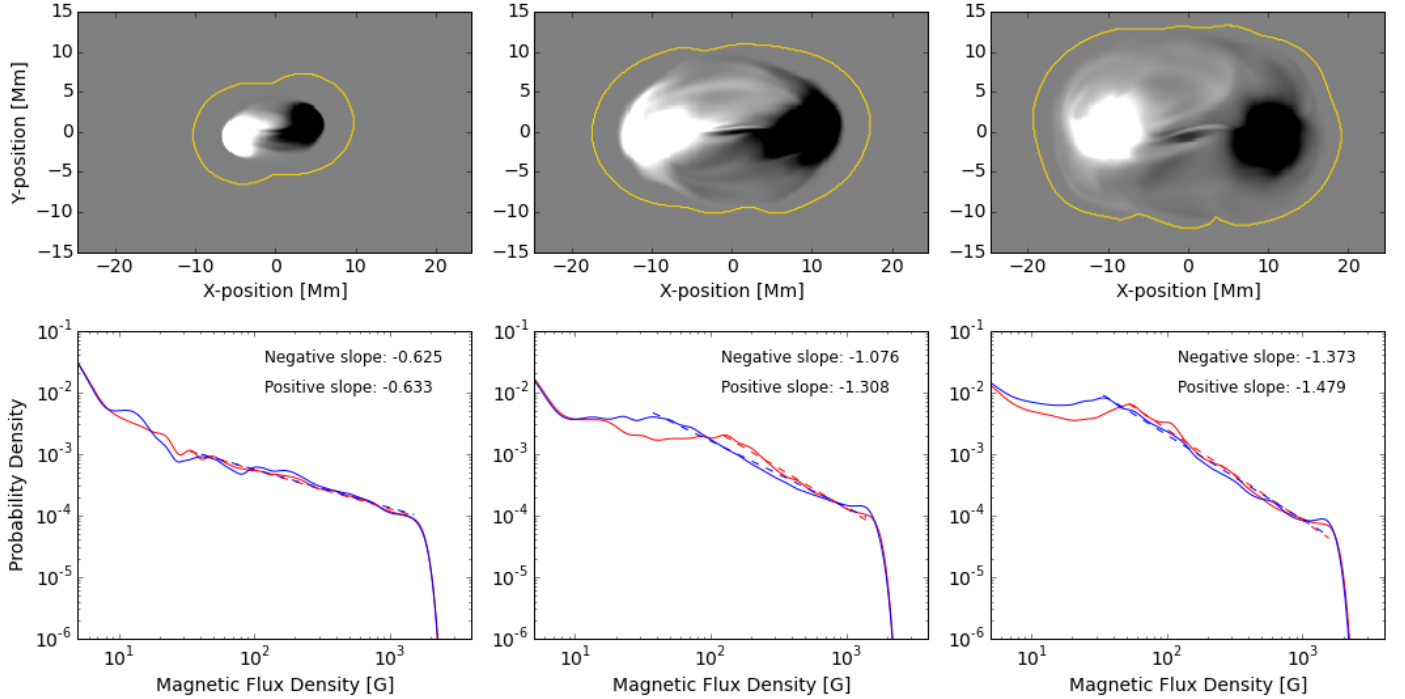 15
10
5
0
−5
−10
−15
Y-position [Mm]
−20 −10 0 10 20
X-position [Mm]
15
10
5
0
−5
−10
−15
−20 −10 0 10 20
X-position [Mm]
15
10
5
0
−5
−10
−15
−20 −10 0 10 20
X-position [Mm]
10^-1
10^-2
10^-3
10^-4
10^-5
10^-6
Probability Density
Negative slope: -0.625
Positive slope: -0.633
10^1 10^2 10^3
Magnetic Flux Density [G]
10^-1
10^-2
10^-3
10^-4
10^-5
10^-6
Negative slope: -1.076
Positive slope: -1.308
10^1 10^2 10^3
Magnetic Flux Density [G]
10^-1
10^-2
10^-3
10^-4
10^-5
10^-6
Negative slope: -1.373
Positive slope: -1.479
10^1 10^2 10^3
Magnetic Flux Density [G]